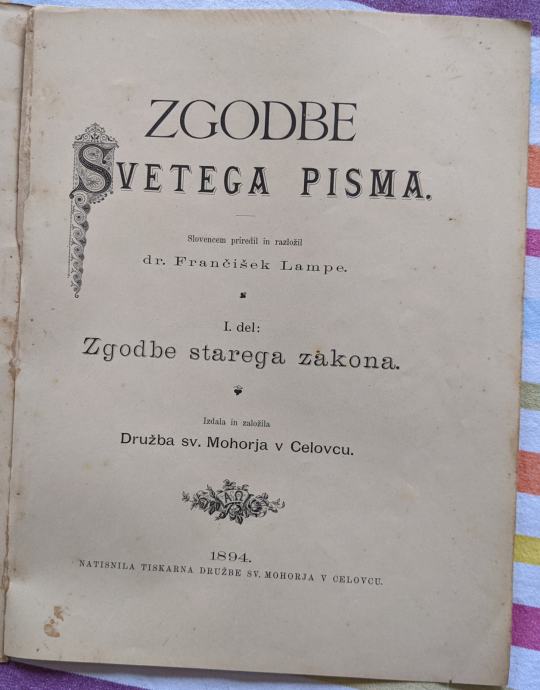 ZGODBE
SVETEGA PISMA.
Slovencem priredil in razložil
dr. Frančišek Lampe.
I. del:
Zgodbe starega zakona.
Izdala in založila
Družba sv. Mohorja v Celovcu.
ΑΩ
1894.
NATISNILA TISKARNA DRUŽBE SV. MOHORJA V CELOVCU.